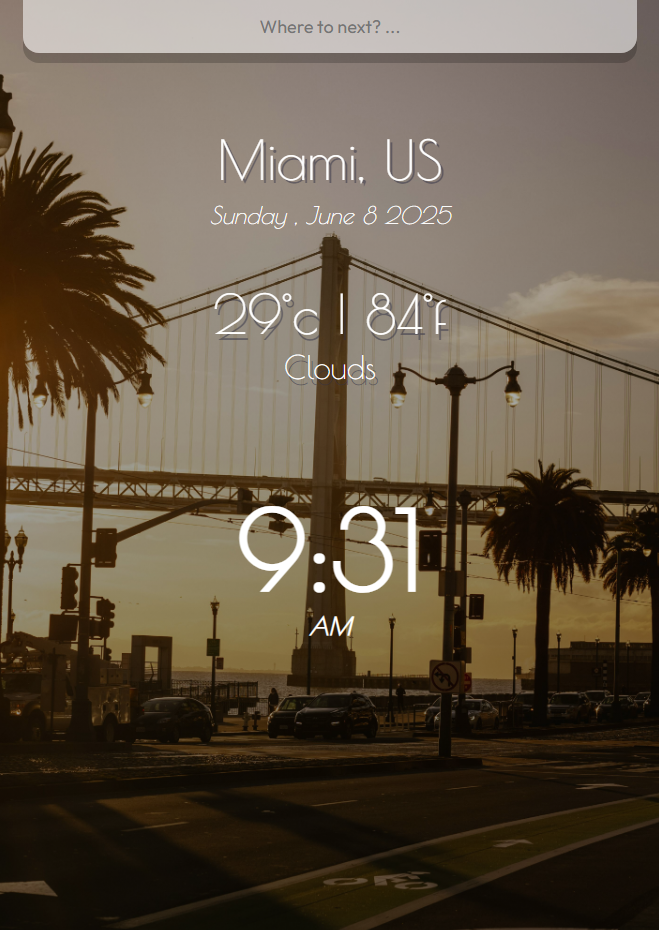 Where to next? ...
Miami, US
Sunday , June 8 2025
29°c | 84°f
Clouds
9:31
AM